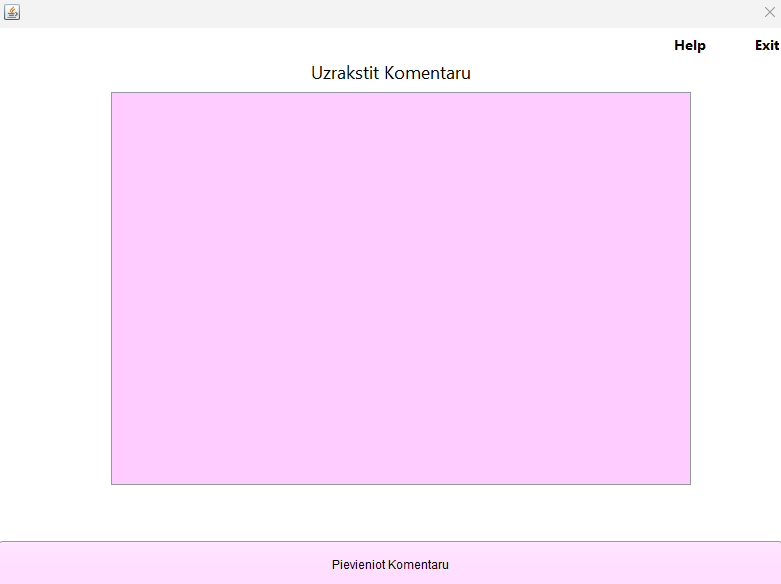 Help Exit
Uzrakstit Komentaru
Pievieniot Komentaru